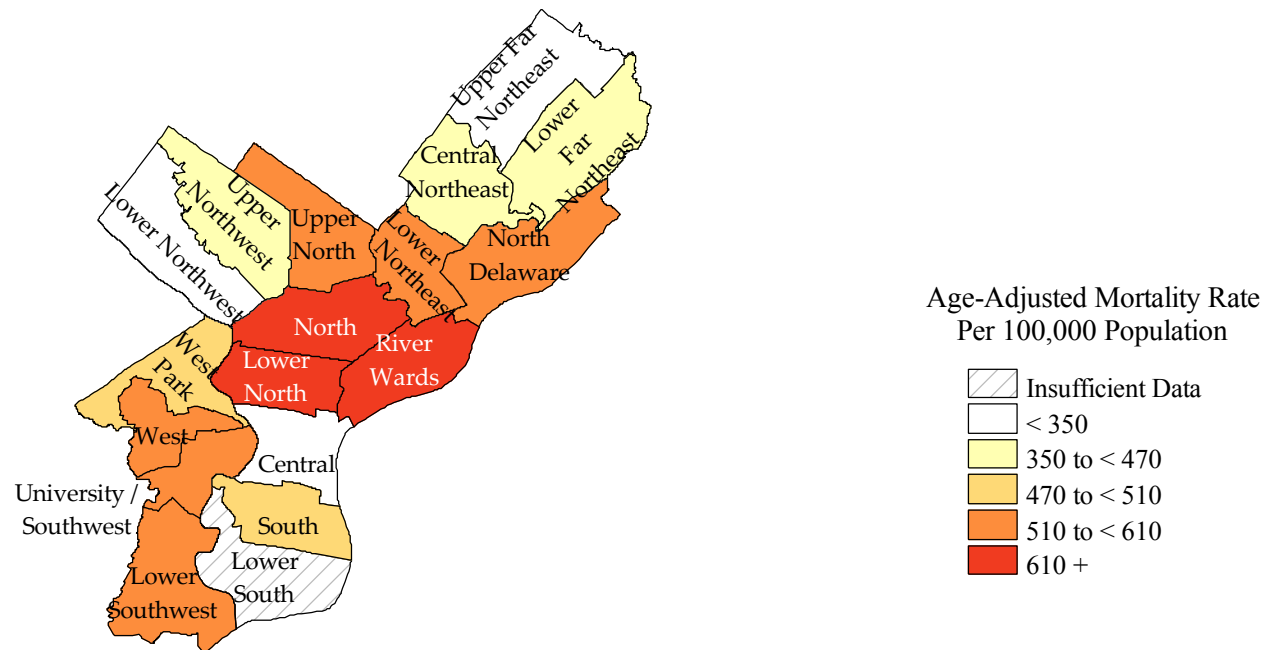 Upper Far
Northeast
Lower
Far
Northeast
Central
Northeast
Upper
Northwest
Lower Northwest
Upper
North
Lower
Northeast
North
Delaware
North
River
Wards
Lower
North
West
Park
West
Central
University /
Southwest
South
Lower
South
Lower
Southwest
Age-Adjusted Mortality Rate
Per 100,000 Population
Insufficient Data
< 350
350 to < 470
470 to < 510
510 to < 610
610 +